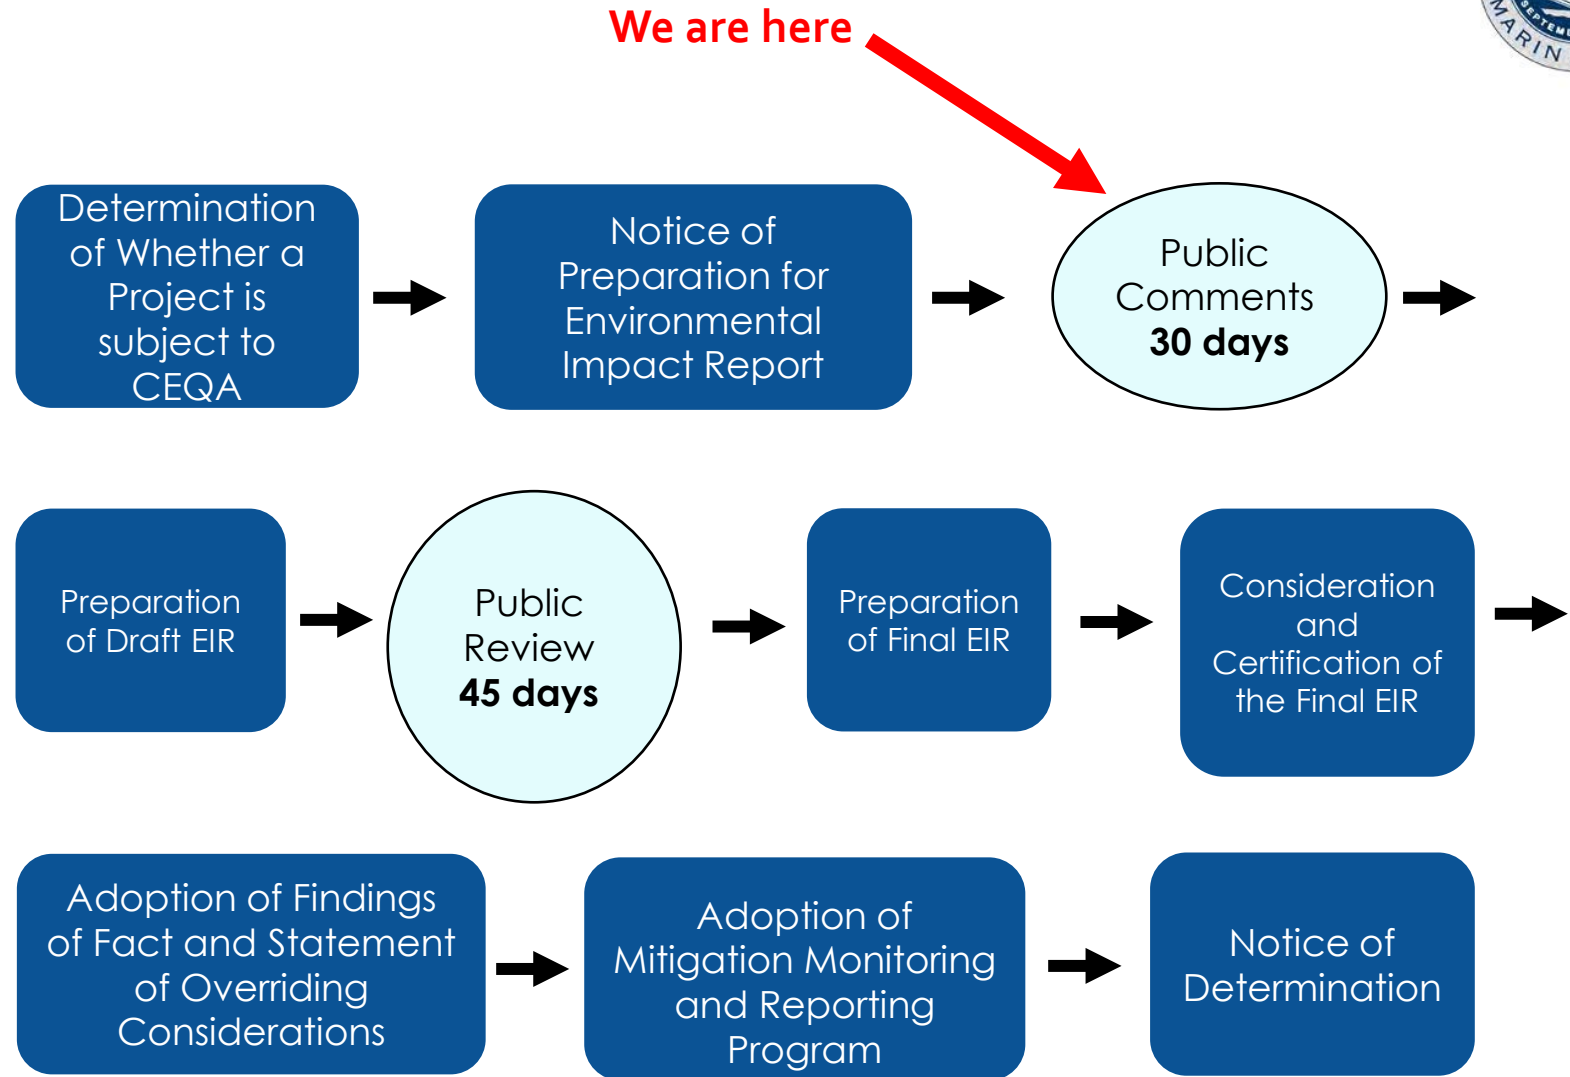 We are here
SEPTEM
MARIN
Determination
of Whether a
Project is
subject to
CEQA
Notice of
Preparation for
Environmental
Impact Report
Public
Comments
30 days
Preparation
of Draft EIR
Public
Review
45 days
Preparation
of Final EIR
Consideration
and
Certification of
the Final EIR
Adoption of Findings
of Fact and Statement
of Overriding
Considerations
Adoption of
Mitigation Monitoring
and Reporting
Program
Notice of
Determination